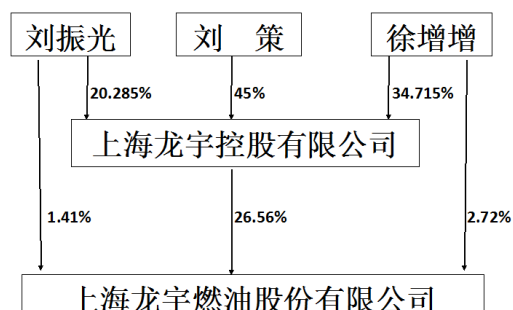 刘振光 刘 策 徐增增
20.285% 45% 34.715%
上海龙宇控股有限公司
1.41% 26.56% 2.72%
上海龙宇燃油股份有限公司